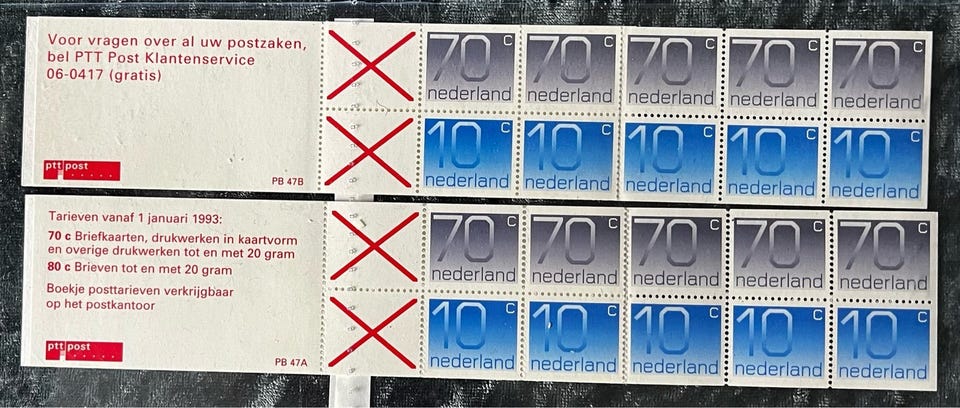 Voor vragen over al uw postzaken,
bel PTT Post Klantenservice
06-0417 (gratis)
ptt post
PB 47B
70 c 70 c 70 c 70 c 70 c
nederland nederland nederland nederland nederland
10 c 10 c 10 c 10 c 10 c
nederland nederland nederland nederland nederland
Tarieven vanaf 1 januari 1993:
70 c Briefkaarten, drukwerken in kaartvorm
en overige drukwerken tot en met 20 gram
80 c Brieven tot en met 20 gram
Boekje posttarieven verkrijgbaar
op het postkantoor
ptt post
PB 47A
70 c 70 c 70 c 70 c 70 c
nederland nederland nederland nederland nederland
10 c 10 c 10 c 10 c 10 c
nederland nederland nederland nederland nederland